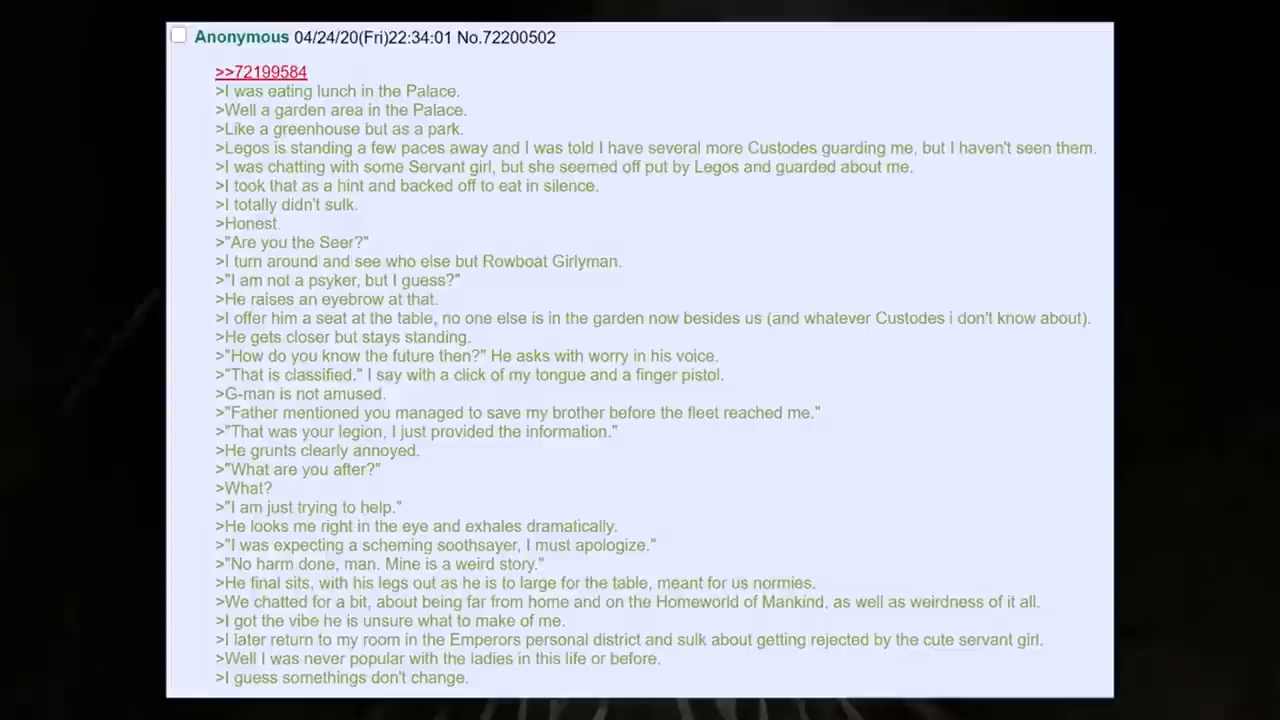 Anonymous 04/24/20(Fri)22:34:01 No.72200502
>>72199584
>I was eating lunch in the Palace.
>Well a garden area in the Palace.
>Like a greenhouse but as a park.
>Legos is standing a few paces away and I was told I have several more Custodes guarding me, but I haven't seen them.
>I was chatting with some Servant girl, but she seemed off put by Legos and guarded about me.
>I took that as a hint and backed off to eat in silence.
>I totally didn't sulk.
>Honest.
>"Are you the Seer?"
>I turn around and see who else but Rowboat Girlyman.
>"I am not a psyker, but I guess?"
>He raises an eyebrow at that.
>I offer him a seat at the table, no one else is in the garden now besides us (and whatever Custodes i don't know about).
>He gets closer but stays standing.
>"How do you know the future then?" He asks with worry in his voice.
>"That is classified." I say with a click of my tongue and a finger pistol.
>G-man is not amused.
>"Father mentioned you managed to save my brother before the fleet reached me."
>"That was your legion, I just provided the information."
>He grunts clearly annoyed.
>"What are you after?"
>What?
>"I am just trying to help."
>He looks me right in the eye and exhales dramatically.
>"I was expecting a scheming soothsayer, I must apologize."
>"No harm done, man. Mine is a weird story."
>He final sits, with his legs out as he is to large for the table, meant for us normies.
>We chatted for a bit, about being far from home and on the Homeworld of Mankind, as well as weirdness of it all.
>I got the vibe he is unsure what to make of me.
>I later return to my room in the Emperors personal district and sulk about getting rejected by the cute servant girl.
>Well I was never popular with the ladies in this life or before.
>I guess somethings don't change.